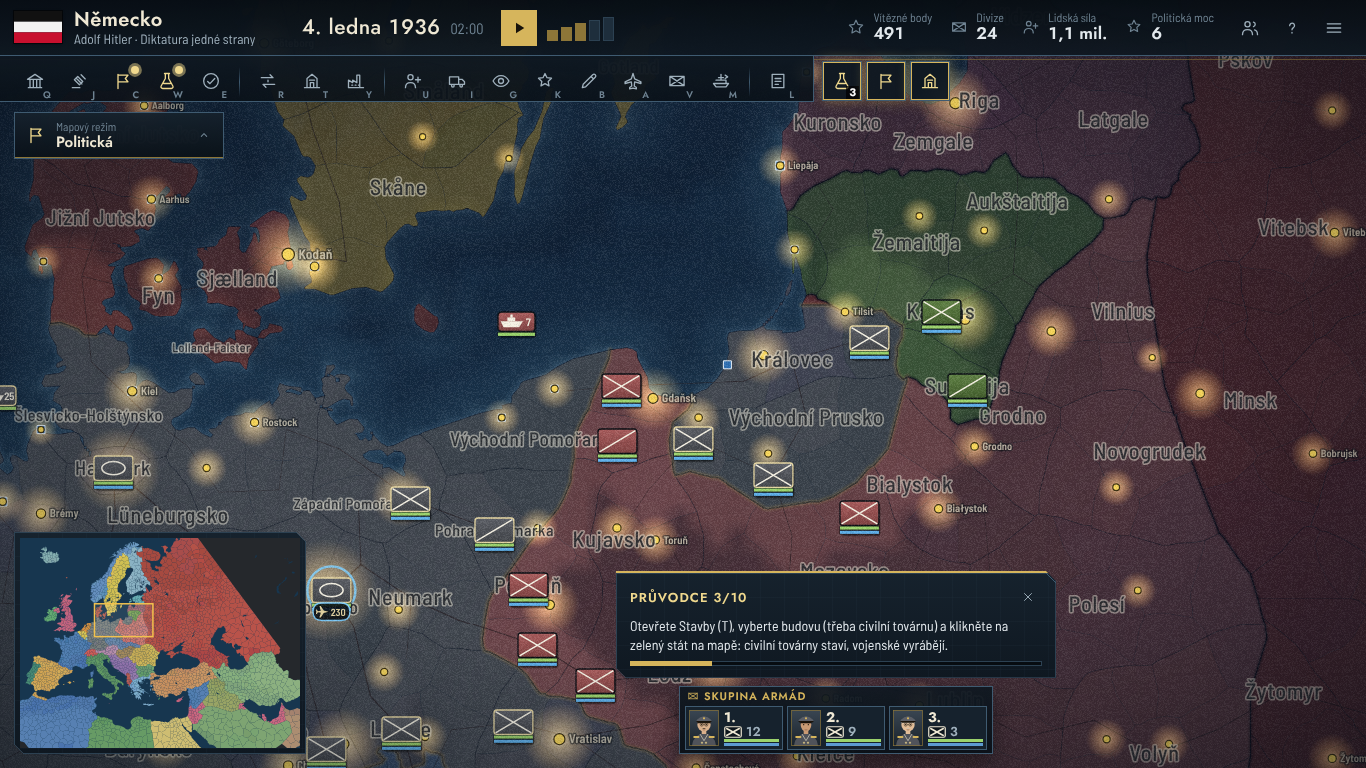 Německo
Adolf Hitler · Diktatura jedné strany
4. ledna 1936
02:00
Vítězné body
491
Divize
24
Lidská síla
1,1 mil.
Politická moc
6
?
Q
J
C
W
E
R
T
Y
U
I
G
K
B
A
V
M
L
3
Mapový režim
Politická
Aalborg
Aarhus
Jižní Jutsko
Fyn
Sjælland
Kodaň
Skåne
Lolland-Falster
Kiel
Šlesvicko-Holštýnsko
Rostock
Brémy
Lüneburgsko
25
7
Kuronsko
Zemgale
Riga
Latgale
Pskov
Liepāja
Aukštaitija
Žemaitija
Tilsit
Vitebsk
Vilnius
Královec
Východní Prusko
Gdaňsk
Grodno
Grodno
Minsk
Novogrudek
Bobrujsk
Bialystok
Białystok
Kujavsko
Toruň
Neumark
230
Polesí
Žytomyr
Volyň
Vratislav
PRŮVODCE 3/10
Otevřete Stavby (T), vyberte budovu (třeba civilní továrnu) a klikněte na
zelený stát na mapě: civilní továrny staví, vojenské vyrábějí.
SKUPINA ARMÁD
1.
12
2.
9
3.
3